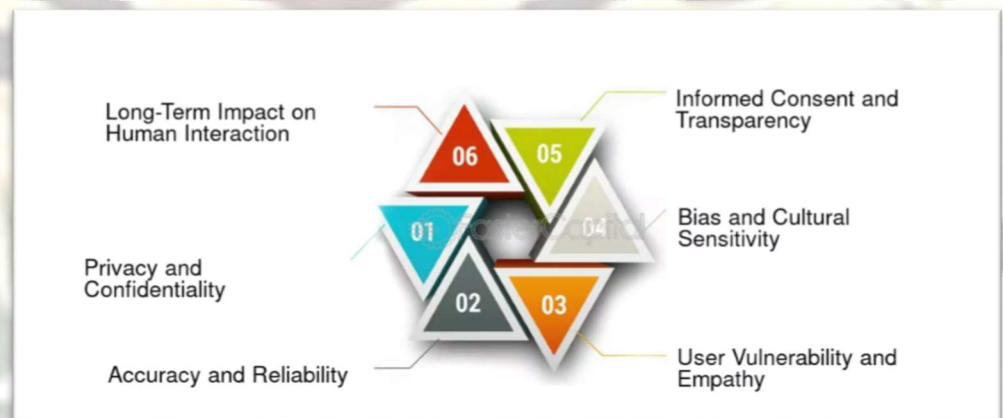 Long-Term Impact on
Human Interaction
06
05
Informed Consent and
Transparency
01
FasterCapital
04
Bias and Cultural
Sensitivity
Privacy and
Confidentiality
02
03
Accuracy and Reliability
User Vulnerability and
Empathy